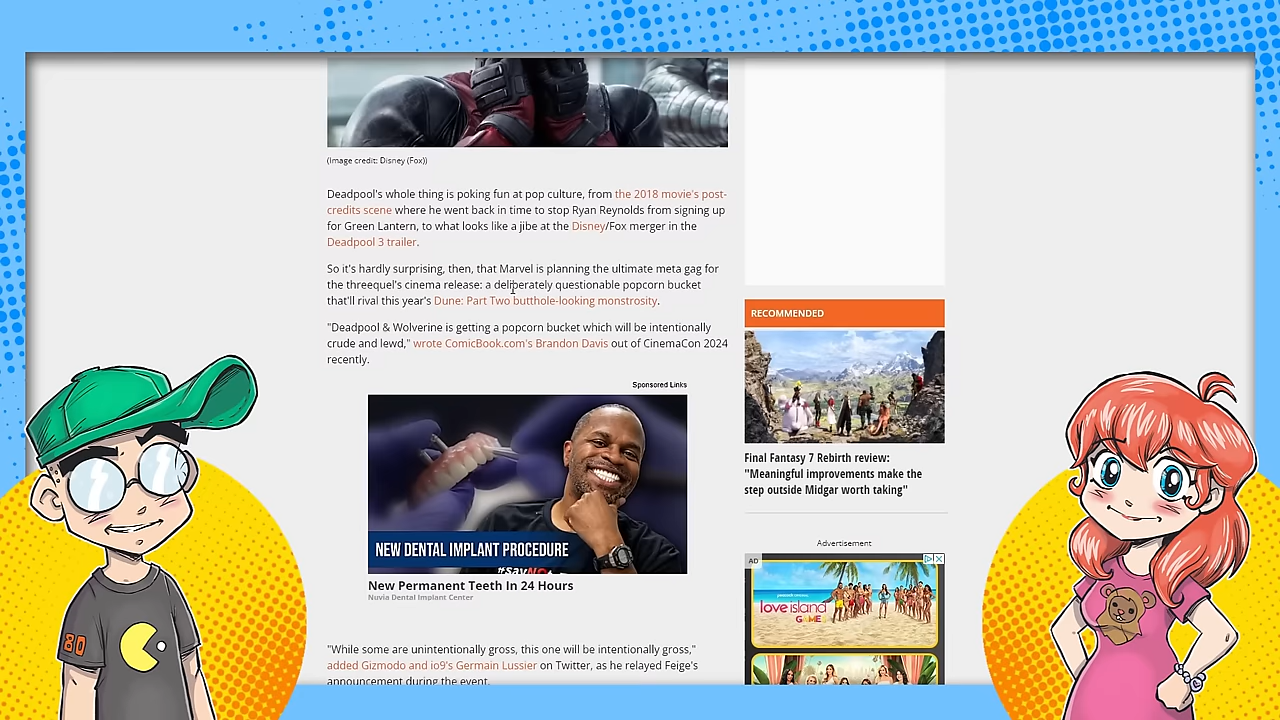 (Image credit: Disney (Fox))
Deadpool's whole thing is poking fun at pop culture, from the 2018 movie's post-
credits scene where he went back in time to stop Ryan Reynolds from signing up
for Green Lantern, to what looks like a jibe at the Disney/Fox merger in the
Deadpool 3 trailer.
So it's hardly surprising, then, that Marvel is planning the ultimate meta gag for
the threequel's cinema release: a deliperately questionable popcorn bucket
that'll rival this year's Dune: Part Two butthole-looking monstrosity.
"Deadpool & Wolverine is getting a popcorn bucket which will be intentionally
crude and lewd," wrote ComicBook.com's Brandon Davis out of CinemaCon 2024
recently.
Sponsored Links
NEW DENTAL IMPLANT PROCEDURE
New Permanent Teeth In 24 Hours
Nuvia Dental Implant Center
"While some are unintentionally gross, this one will be intentionally gross,"
added Gizmodo and io9's Germain Lussier on Twitter, as he relayed Feige's
announcement during the event.
RECOMMENDED
Final Fantasy 7 Rebirth review:
"Meaningful improvements make the
step outside Midgar worth taking"
Advertisement
AD
love island
GAME
80